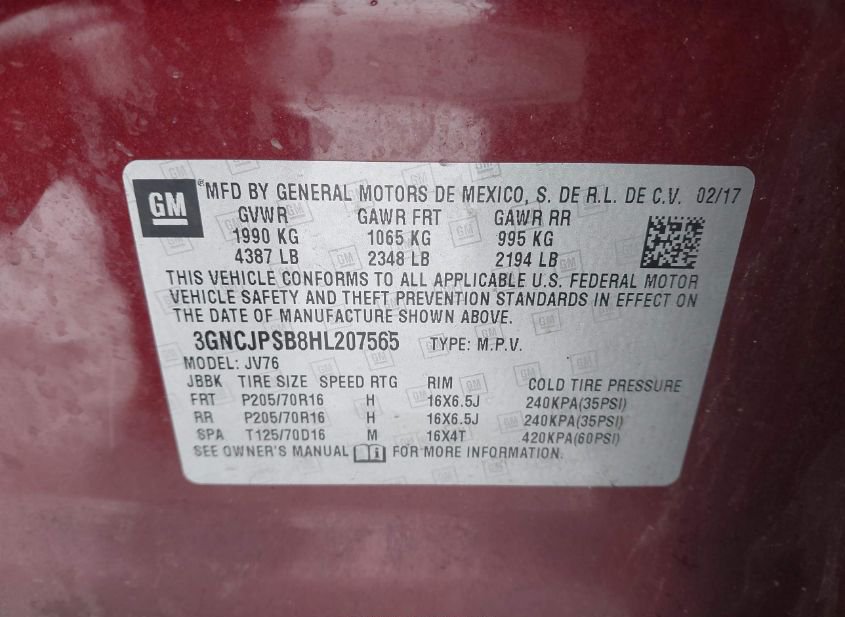 GM ® MFD BY GENERAL MOTORS DE MEXICO, S. DE R.L. DE C.V. 02/17
GVWR GAWR FRT GAWR RR
1990 KG 1065 KG 995 KG
4387 LB 2348 LB 2194 LB
THIS VEHICLE CONFORMS TO ALL APPLICABLE U.S. FEDERAL MOTOR
VEHICLE SAFETY AND THEFT PREVENTION STANDARDS IN EFFECT ON
THE DATE OF MANUFACTURE SHOWN ABOVE.
3GNCJPSB8HL207565 TYPE: M.P.V.
MODEL: JV76
JBBK TIRE SIZE SPEED RTG RIM COLD TIRE PRESSURE
FRT P205/70R16 H 16X6.5J 240KPA(35PSI)
RR P205/70R16 H 16X6.5J 240KPA(35PSI)
SPA T125/70D16 M 16X4T 420KPA(60PSI)
SEE OWNER'S MANUAL FOR MORE INFORMATION.